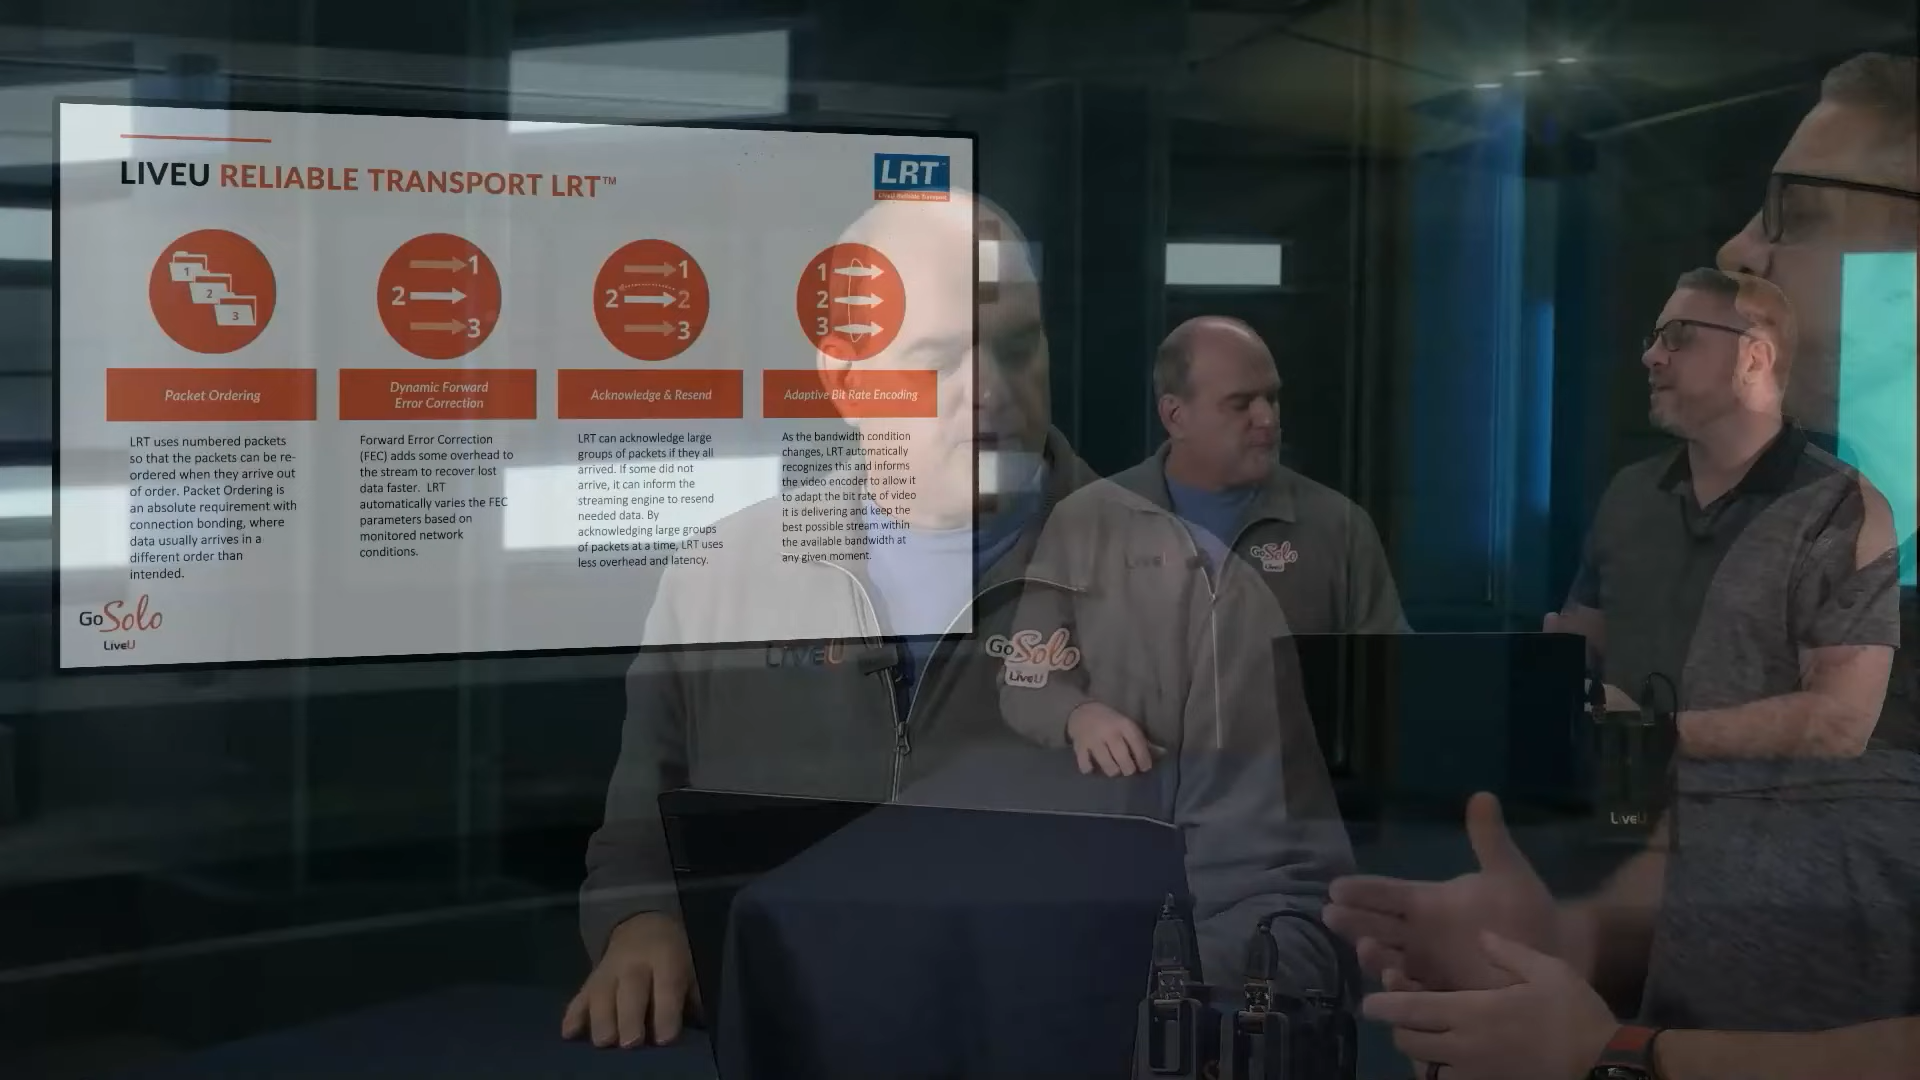 LIVEU RELIABLE TRANSPORT LRT™
LRT™
LiveU Reliable Transport
1
2
3
1
2
3
1
2 2
3
1
2
3
Packet Ordering
Dynamic Forward
Error Correction
Acknowledge & Resend
Adaptive Bit Rate Encoding
LRT uses numbered packets
so that the packets can be re-
ordered when they arrive out
of order. Packet Ordering is
an absolute requirement with
connection bonding, where
data usually arrives in a
different order than
intended.
Forward Error Correction
(FEC) adds some overhead to
the stream to recover lost
data faster. LRT
automatically varies the FEC
parameters based on
monitored network
conditions.
LRT can acknowledge large
groups of packets if they all
arrived. If some did not
arrive, it can inform the
streaming engine to resend
needed data. By
acknowledging large groups
of packets at a time, LRT uses
less overhead and latency.
As the bandwidth condition
changes, LRT automatically
recognizes this and informs
the video encoder to allow it
to adapt the bit rate of video
it is delivering and keep the
best possible stream within
the available bandwidth at
any given moment.
Go Solo
LiveU
LiveU
Go Solo
LiveU
LiveU
Go Solo
LiveU
LiveU